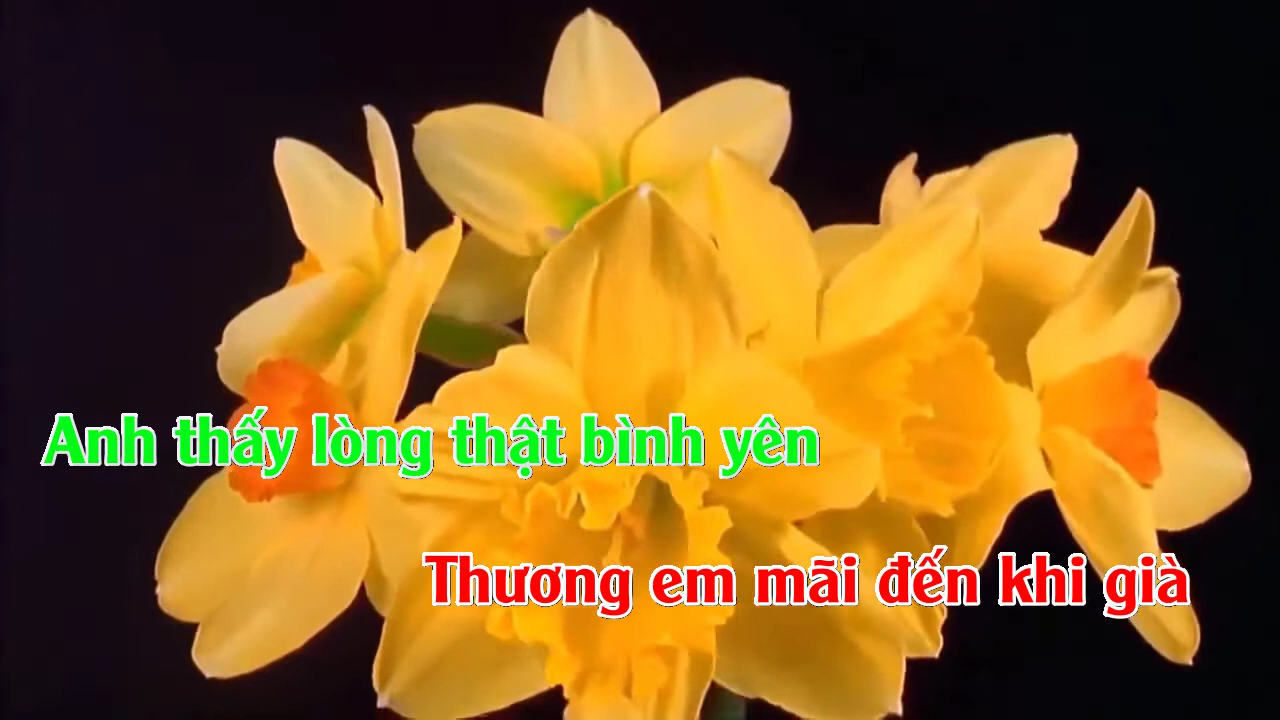 Anh thấy lòng thật bình yên
Thương em mãi đến khi già